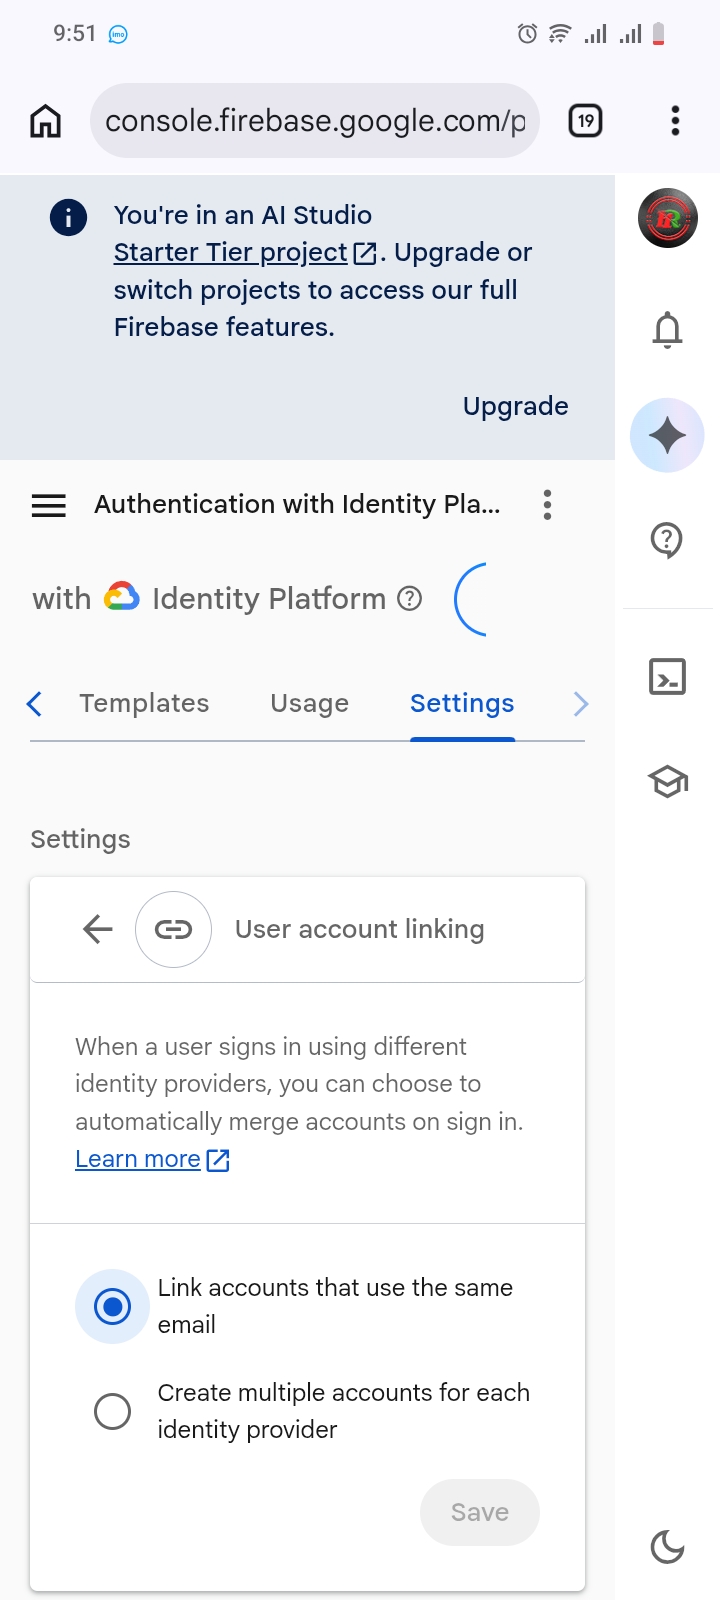 9:51
imo
console.firebase.google.com/p
19
You're in an AI Studio
Starter Tier project. Upgrade or
switch projects to access our full
Firebase features.
Upgrade
Authentication with Identity Pla...
with Identity Platform
Templates Usage Settings
Settings
User account linking
When a user signs in using different
identity providers, you can choose to
automatically merge accounts on sign in.
Learn more
Link accounts that use the same
email
Create multiple accounts for each
identity provider
Save